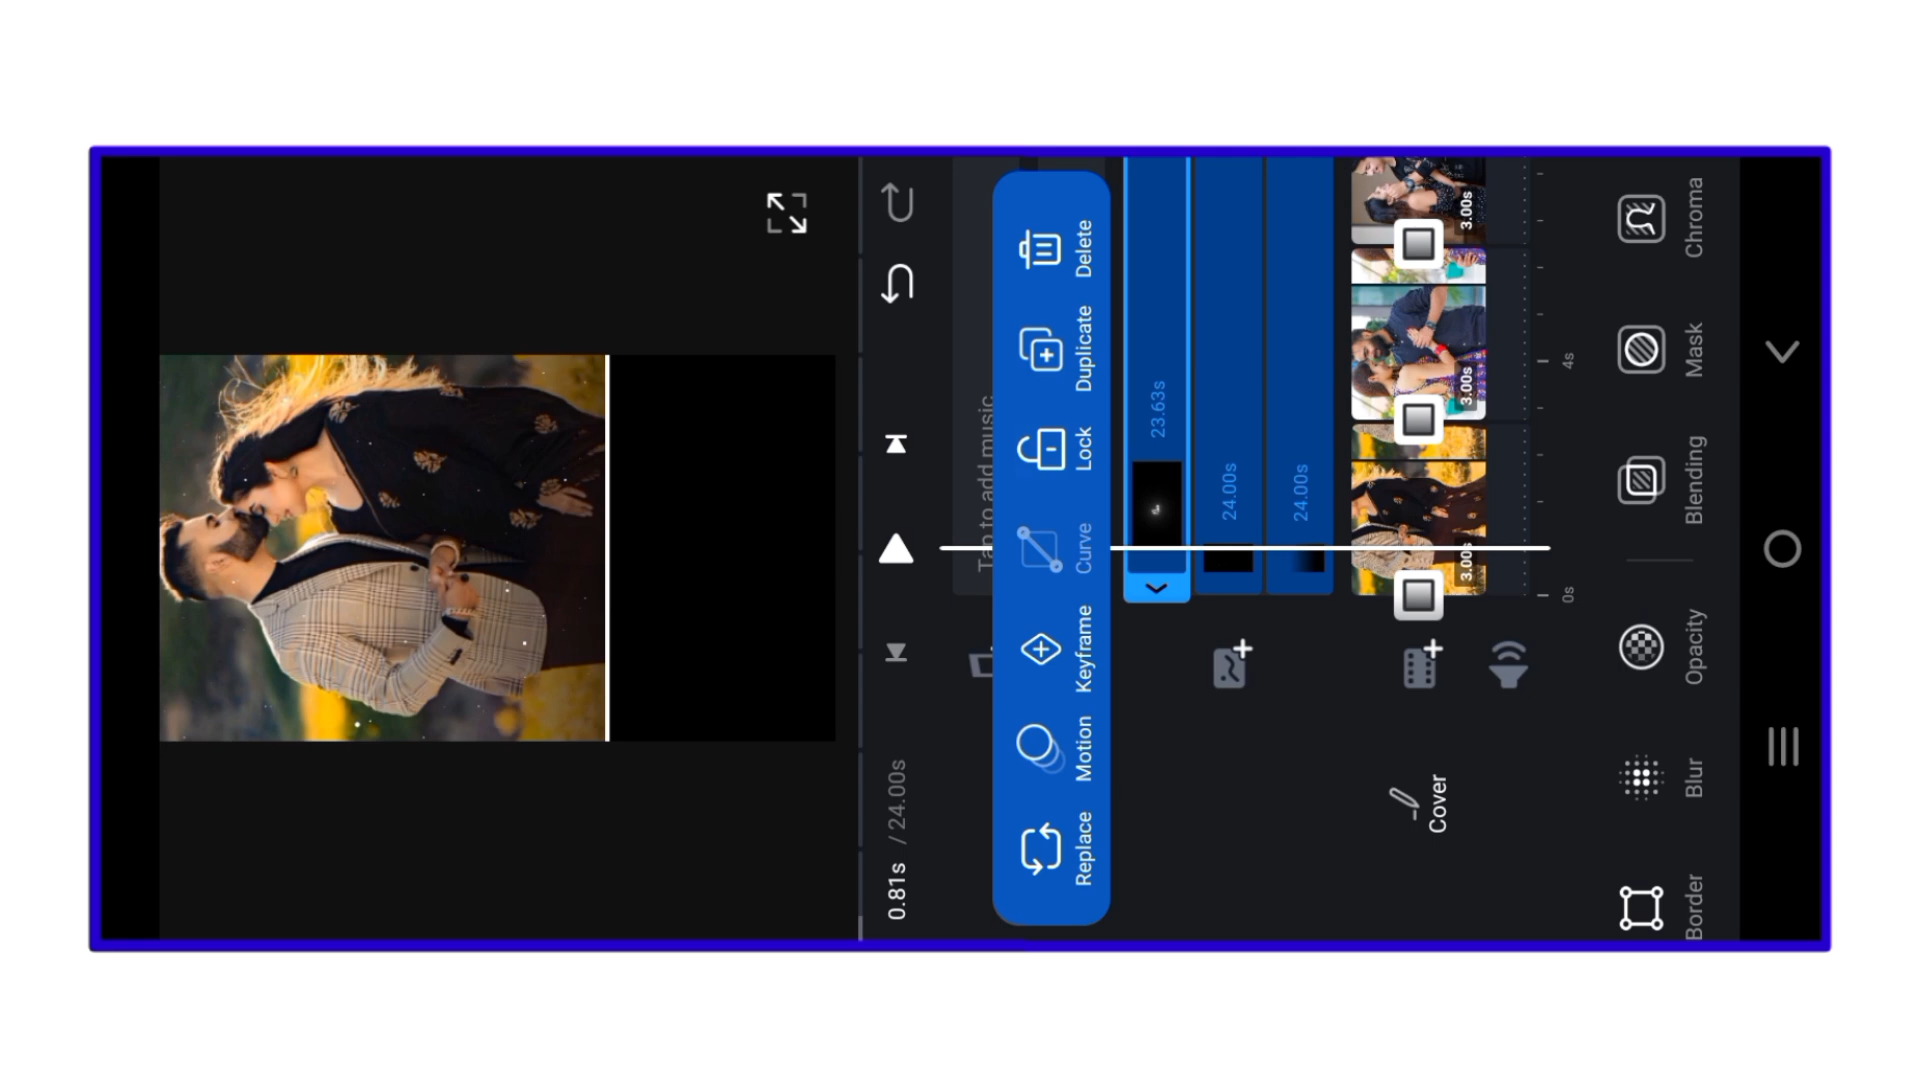 0.81s / 24.00s
Tap to add music
Replace
Motion
Keyframe
Curve
Lock
Duplicate
Delete
23.63s
24.00s
24.00s
Cover
3.00s
3.00s
3.00s
0s
4s
Border
Blur
Opacity
Blending
Mask
Chroma